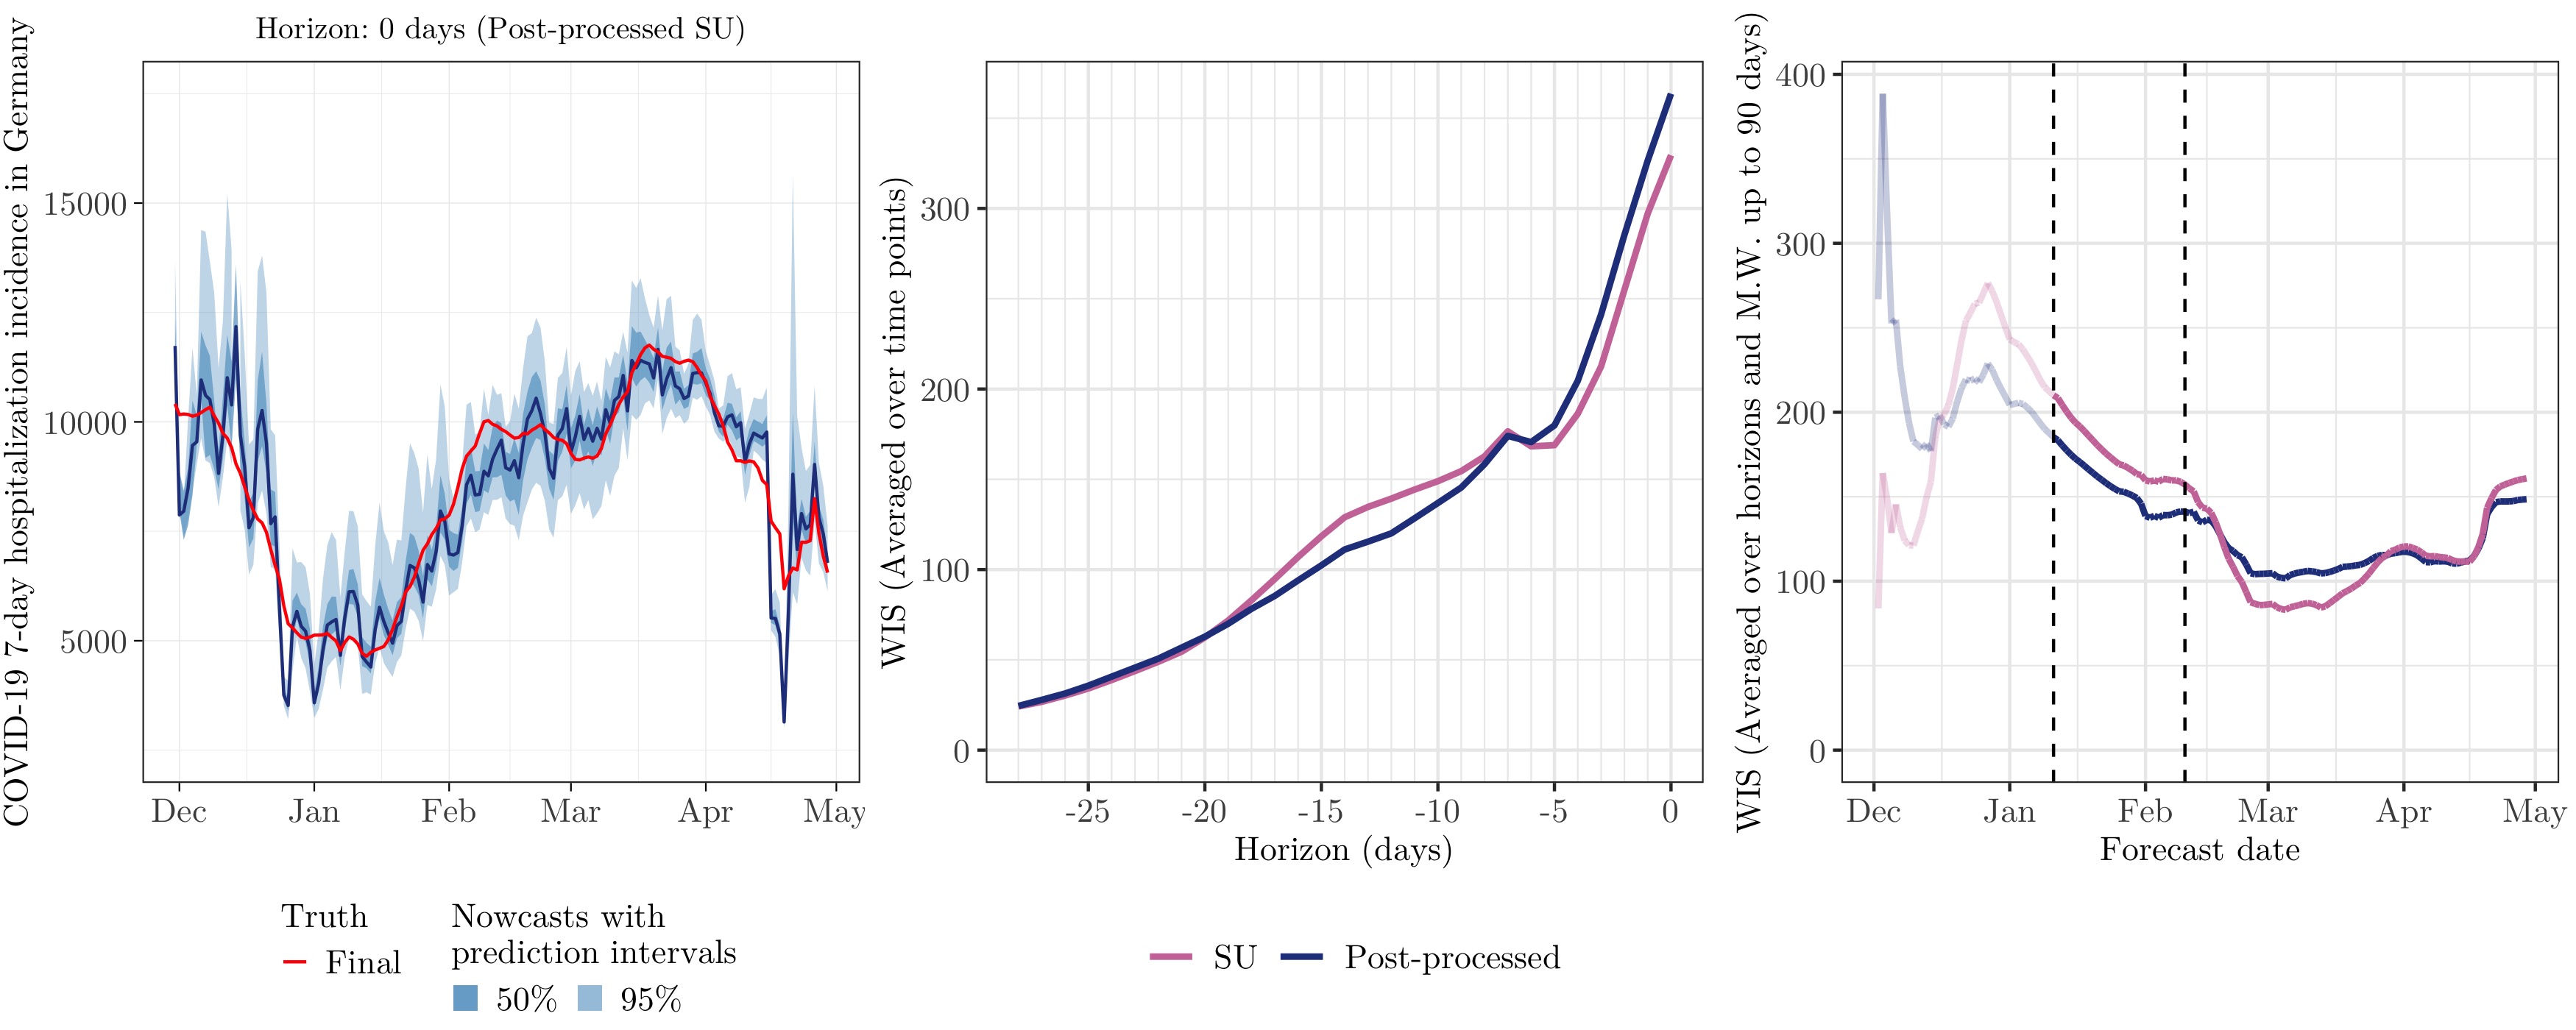 Horizon: 0 days (Post-processed SU)
COVID-19 7-day hospitalization incidence in Germany
15000
10000
5000
Dec Jan Feb Mar Apr May
Truth
Final
Nowcasts with
prediction intervals
50% 95%
WIS (Averaged over time points)
300
200
100
0
-25 -20 -15 -10 -5 0
Horizon (days)
SU Post-processed
WIS (Averaged over horizons and M.W. up to 90 days)
400
300
200
100
0
Dec Jan Feb Mar Apr May
Forecast date